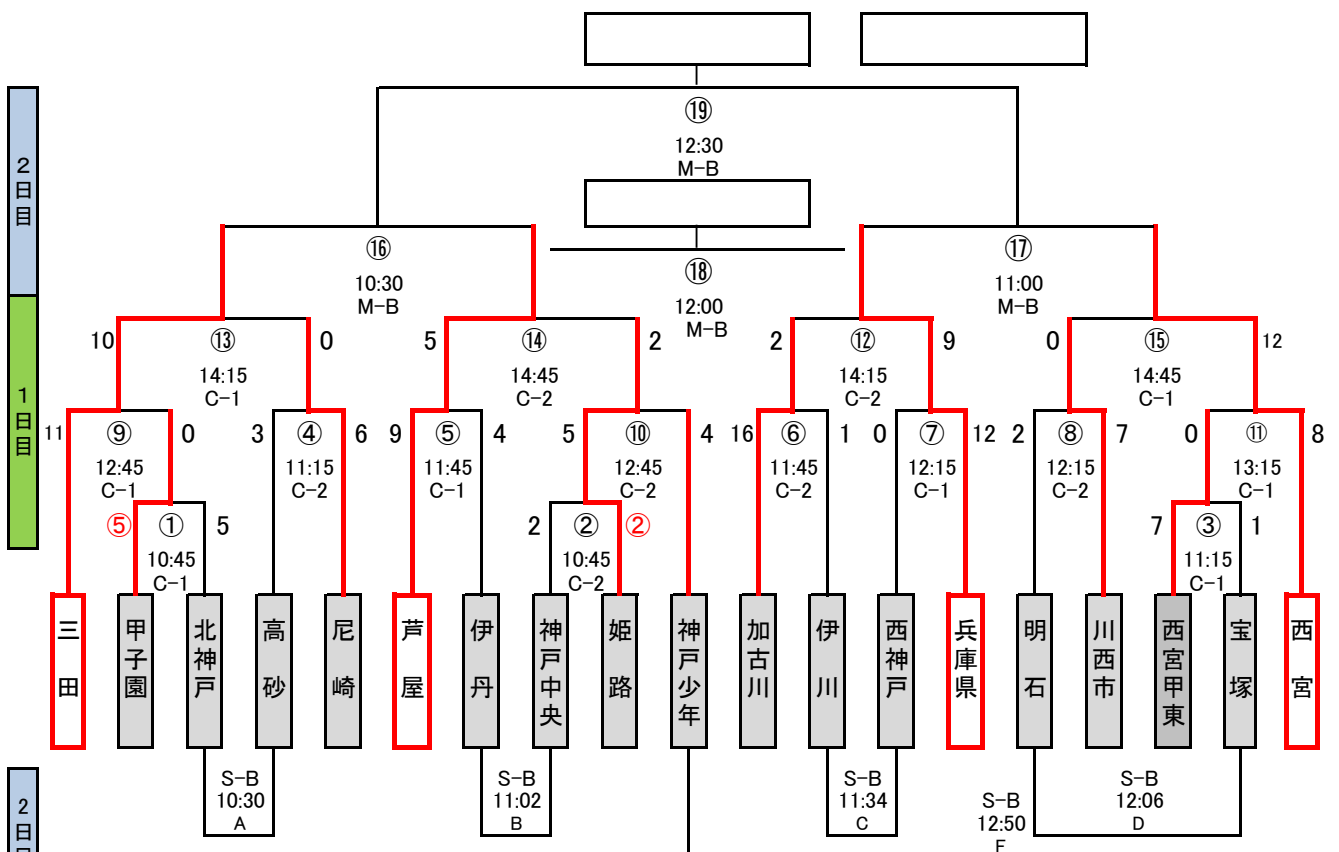 ⑲
12:30
M-B
2日目
⑯
10:30
M-B
⑱
12:00
M-B
⑰
11:00
M-B
1日目
10 ⑬ 0
14:15
C-1
5 ⑭ 2
14:45
C-2
2 ⑫ 9
14:15
C-2
0 ⑮ 12
14:45
C-1
11 ⑨ 0
12:45
C-1
3 ④ 6
11:15
C-2
9 ⑤ 4
11:45
C-1
5 ⑩ 4
12:45
C-2
16 ⑥ 1
11:45
C-2
0 ⑦ 12
12:15
C-1
2 ⑧ 7
12:15
C-2
0 ⑪ 8
13:15
C-1
⑤ ① 5
10:45
C-1
2 ② ②
10:45
C-2
7 ③ 1
11:15
C-1
三田
甲子園
北神戸
高砂
尼崎
芦屋
伊丹
神戸中央
姫路
神戸少年
加古川
伊川
西神戸
兵庫県
明石
川西市
西宮甲東
宝塚
西宮
2日
S-B
10:30
A
S-B
11:02
B
S-B
11:34
C
S-B
12:50
S-B
12:06
D